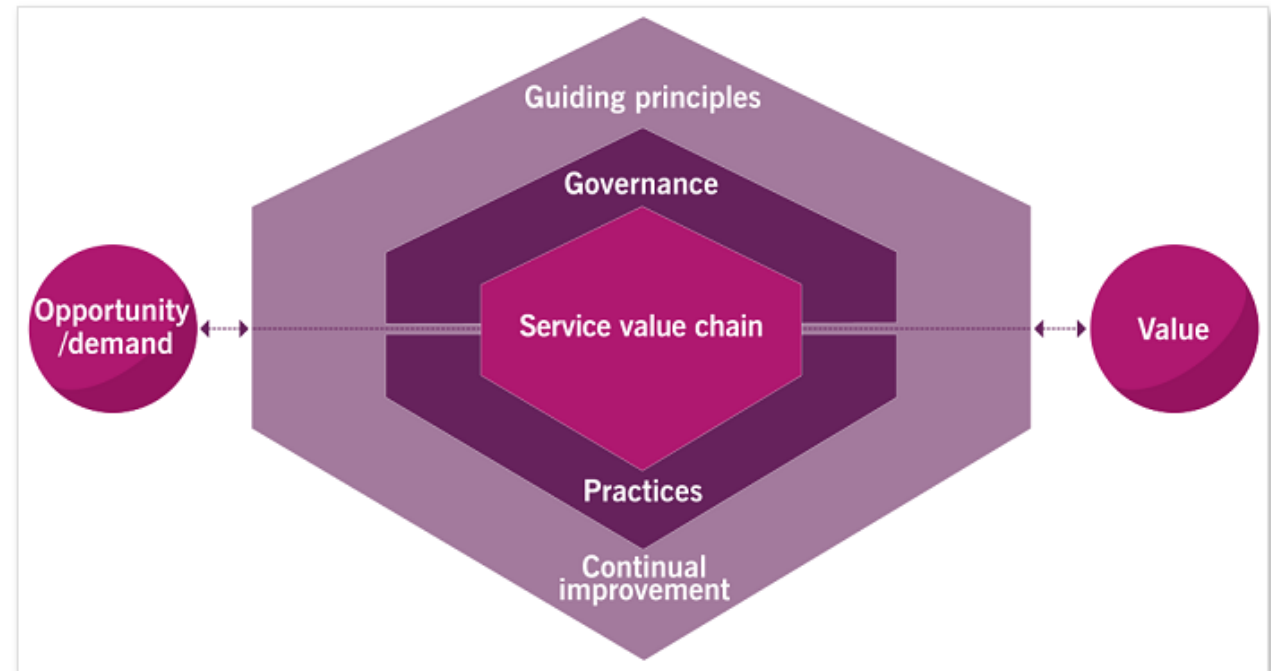 Guiding principles
Governance
Opportunity
/demand
Service value chain
Value
Practices
Continual
improvement